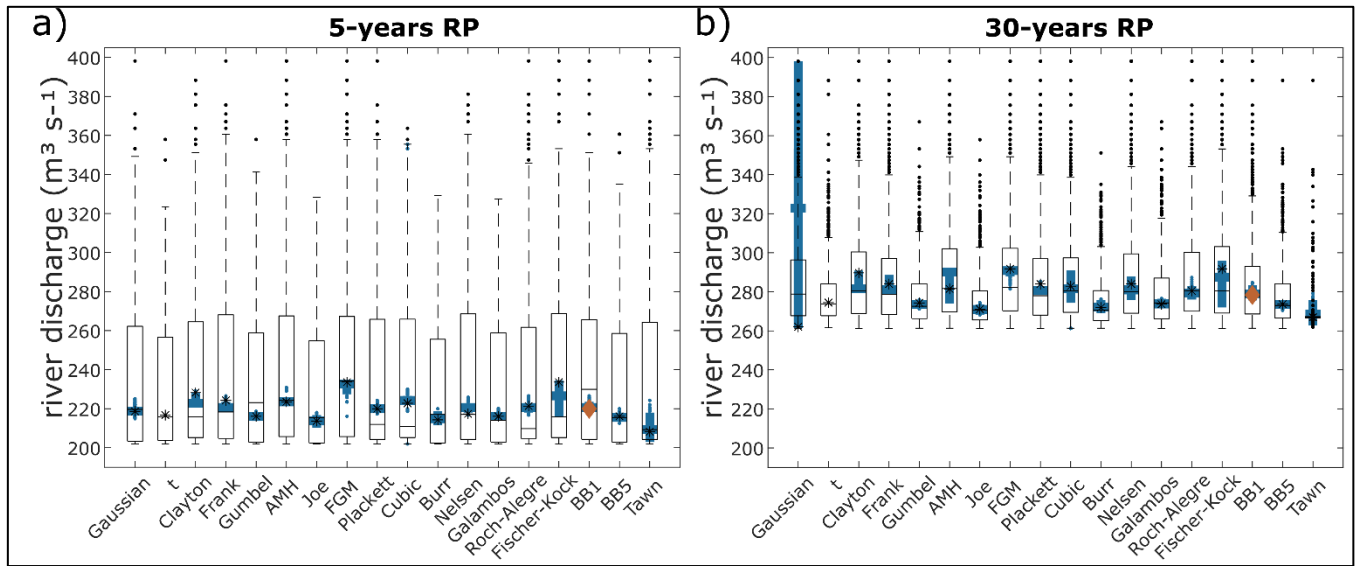 a) 5-years RP
river discharge (m³ s-¹)
400
380
360
340
320
300
280
260
240
220
200
Gaussian
t
Clayton
Frank
Gumbel
AMH
Joe
FGM
Plackett
Cubic
Burr
Nelsen
Galambos
Roch-Alegre
Fischer-Kock
BB1
BB5
Tawn
b) 30-years RP
river discharge (m³ s-¹)
400
380
360
340
320
300
280
260
240
220
200
Gaussian
t
Clayton
Frank
Gumbel
AMH
Joe
FGM
Plackett
Cubic
Burr
Nelsen
Galambos
Roch-Alegre
Fischer-Kock
BB1
BB5
Tawn